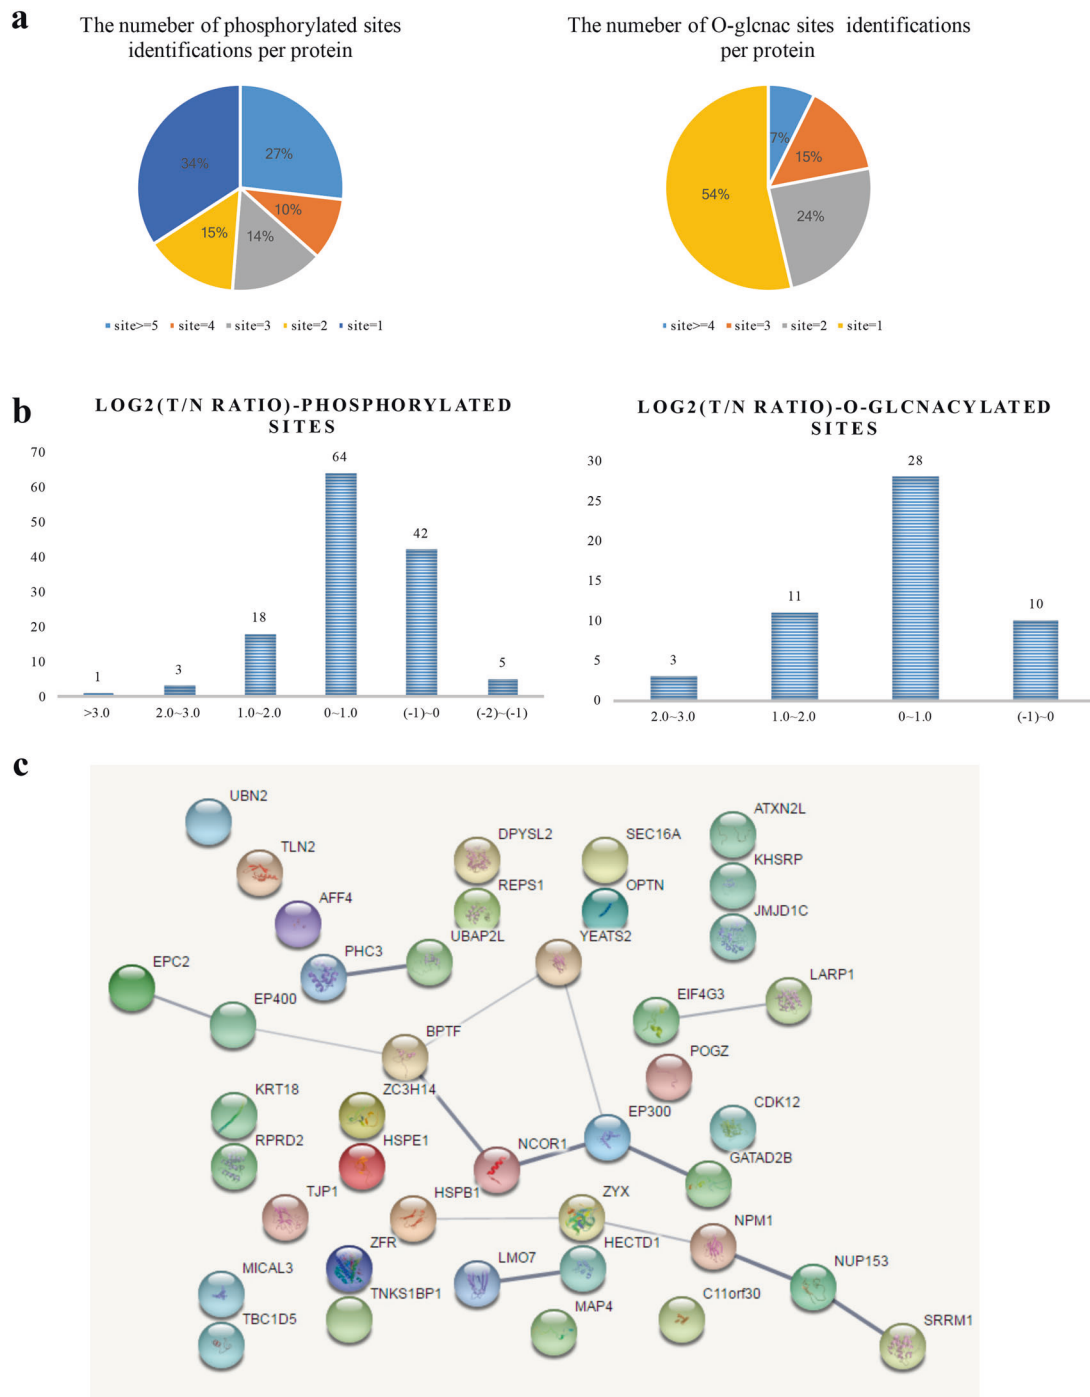 a
The numeber of phosphorylated sites
identifications per protein
34%
27%
10%
14%
15%
site>=5 site=4 site=3 site=2 site=1
The numeber of O-glcnac sites identifications
per protein
7%
15%
24%
54%
site>=4 site=3 site=2 site=1
b
LOG2(T/N RATIO)-PHOSPHORYLATED
SITES
70
60
50
40
30
20
10
0
1
3
18
64
42
5
>3.0 2.0~3.0 1.0~2.0 0~1.0 (-1)~0 (-2)~(-1)
LOG2(T/N RATIO)-O-GLCNACYLATED
SITES
30
25
20
15
10
5
0
3
11
28
10
2.0~3.0 1.0~2.0 0~1.0 (-1)~0
c
UBN2
TLN2
AFF4
DPYSL2
REPS1
SEC16A
OPTN
ATXN2L
KHSRP
JMJD1C
PHC3
UBAP2L
YEATS2
EPC2
EP400
BPTF
EIF4G3
LARP1
POGZ
KRT18
RPRD2
ZC3H14
HSPE1
NCOR1
EP300
CDK12
GATAD2B
TJP1
HSPB1
ZYX
NPM1
ZFR
TNKS1BP1
LMO7
HECTD1
NUP153
MICAL3
TBC1D5
MAP4
C11orf30
SRRM1